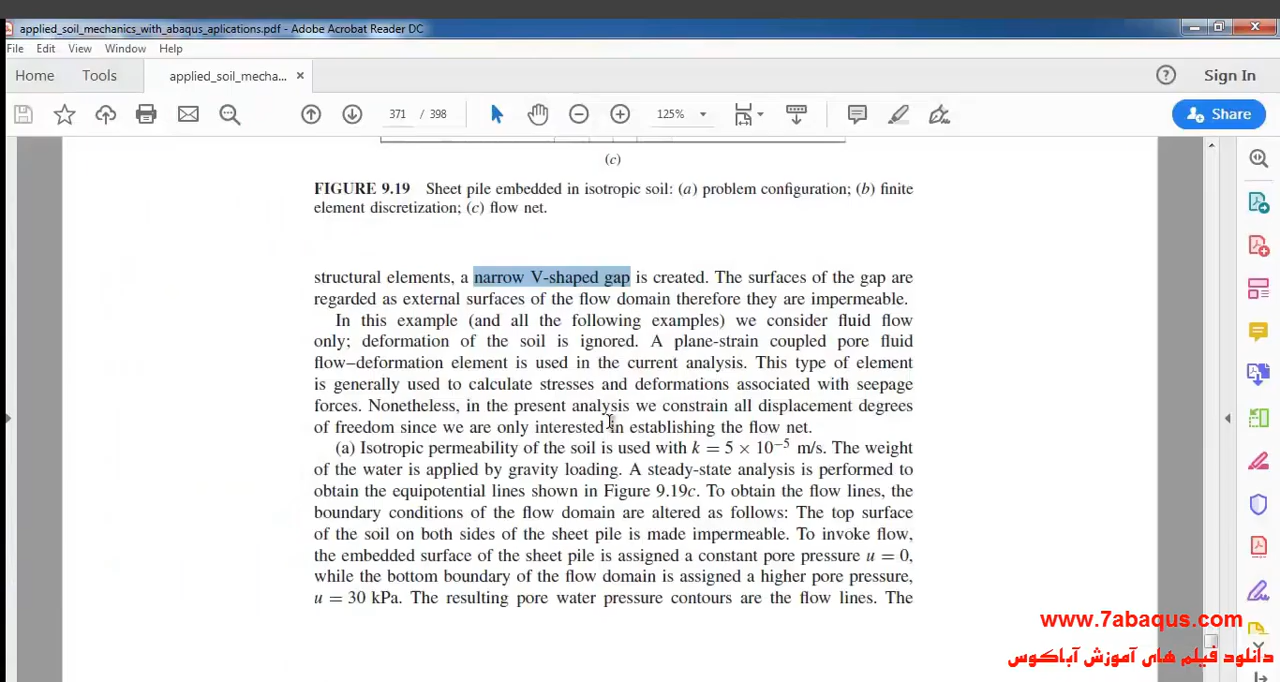 applied_soil_mechanics_with_abaqus_aplications.pdf - Adobe Acrobat Reader DC
File Edit View Window Help
Home Tools applied_soil_mecha... × Sign In
371 / 398 125% Share
(c)
FIGURE 9.19 Sheet pile embedded in isotropic soil: (a) problem configuration; (b) finite
element discretization; (c) flow net.
structural elements, a narrow V-shaped gap is created. The surfaces of the gap are
regarded as external surfaces of the flow domain therefore they are impermeable.
In this example (and all the following examples) we consider fluid flow
only; deformation of the soil is ignored. A plane-strain coupled pore fluid
flow–deformation element is used in the current analysis. This type of element
is generally used to calculate stresses and deformations associated with seepage
forces. Nonetheless, in the present analysis we constrain all displacement degrees
of freedom since we are only interested in establishing the flow net.
(a) Isotropic permeability of the soil is used with k = 5 × 10⁻⁵ m/s. The weight
of the water is applied by gravity loading. A steady-state analysis is performed to
obtain the equipotential lines shown in Figure 9.19c. To obtain the flow lines, the
boundary conditions of the flow domain are altered as follows: The top surface
of the soil on both sides of the sheet pile is made impermeable. To invoke flow,
the embedded surface of the sheet pile is assigned a constant pore pressure u = 0,
while the bottom boundary of the flow domain is assigned a higher pore pressure,
u = 30 kPa. The resulting pore water pressure contours are the flow lines. The
www.7abaqus.com
دانلود فیلم های آموزش آباکوس